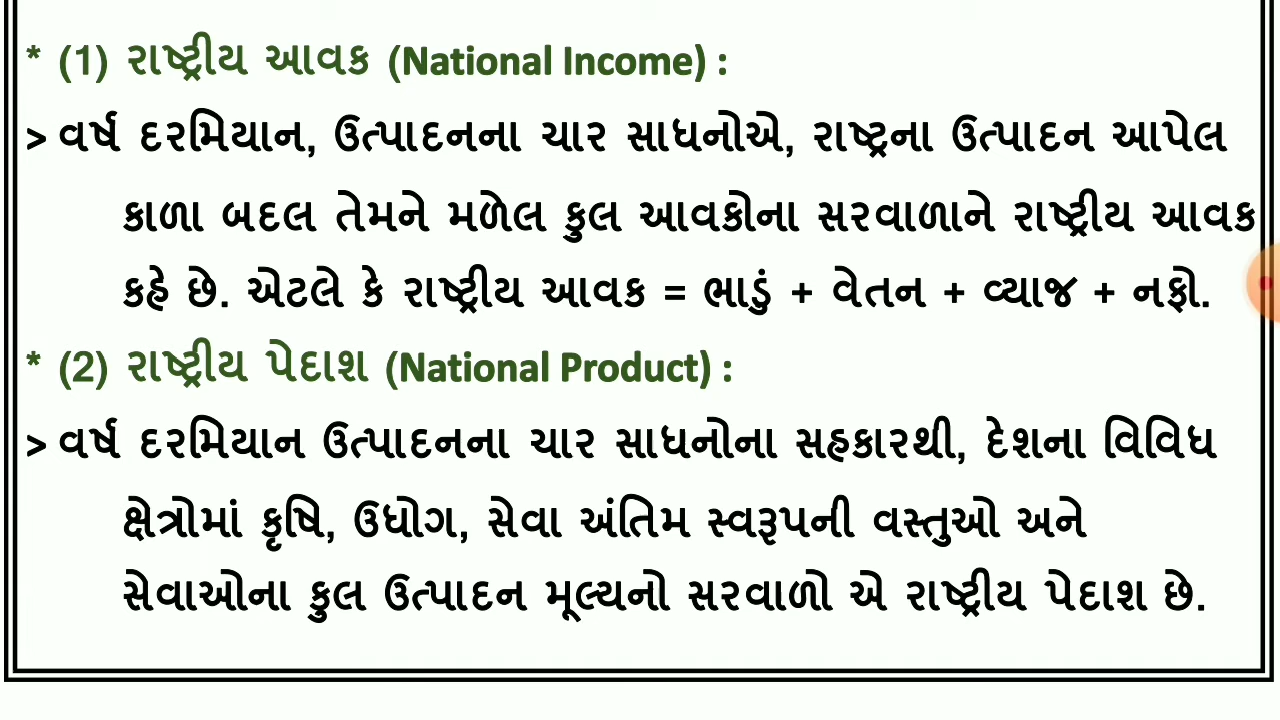 * (1) રાષ્ટ્રીય આવક (National Income) :
> વર્ષ દરમિયાન, ઉત્પાદનના ચાર સાધનોએ, રાષ્ટ્રના ઉત્પાદન આપેલ
કાળા બદલ તેમને મળેલ કુલ આવકોના સરવાળાને રાષ્ટ્રીય આવક
કહે છે. એટલે કે રાષ્ટ્રીય આવક = ભાડું + વેતન + વ્યાજ + નફો.
* (2) રાષ્ટ્રીય પેદાશ (National Product) :
> વર્ષ દરમિયાન ઉત્પાદનના ચાર સાધનોના સહકારથી, દેશના વિવિધ
ક્ષેત્રોમાં કૃષિ, ઉદ્યોગ, સેવા અંતિમ સ્વરૂપની વસ્તુઓ અને
સેવાઓના કુલ ઉત્પાદન મૂલ્યનો સરવાળો એ રાષ્ટ્રીય પેદાશ છે.